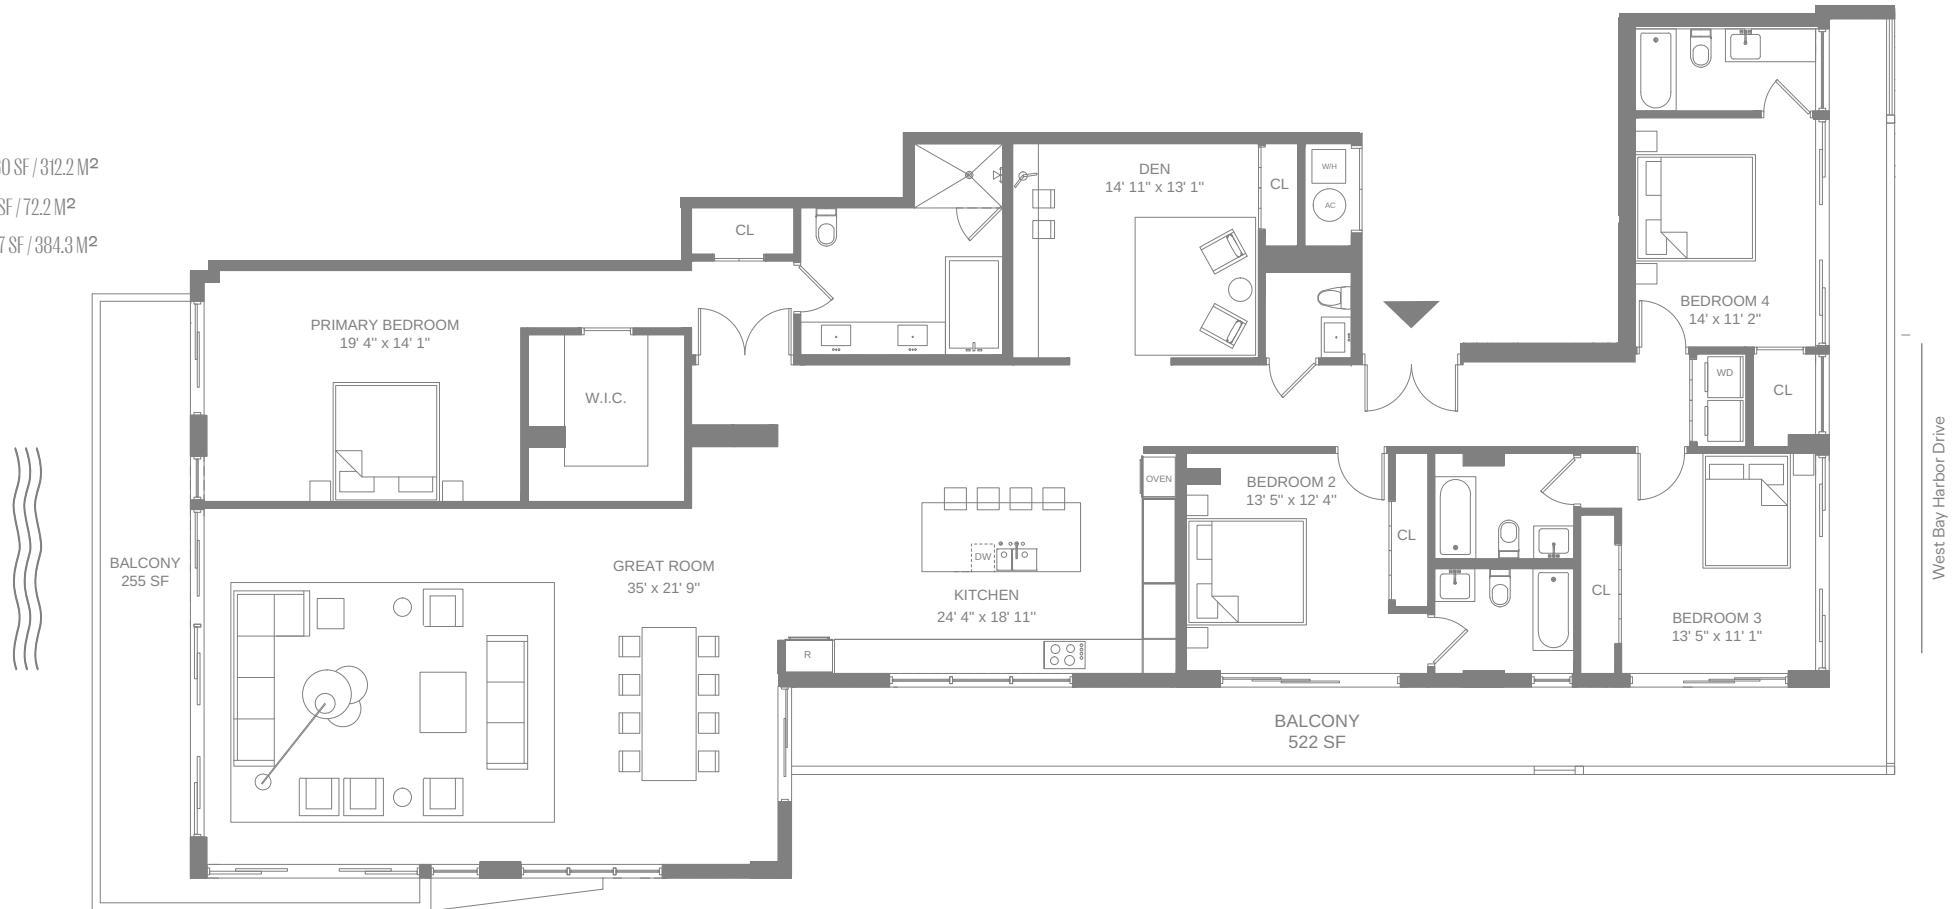 SF / 312.2 M²
SF / 72.2 M²
7 SF / 384.3 M²
DEN
14' 11" x 13' 1"
CL
W/H
AC
CL
PRIMARY BEDROOM
19' 4" x 14' 1"
W.I.C.
BEDROOM 4
14' x 11' 2"
WD
CL
West Bay Harbor Drive
OVEN
BEDROOM 2
13' 5" x 12' 4"
CL
DW
BALCONY
255 SF
GREAT ROOM
35' x 21' 9"
KITCHEN
24' 4" x 18' 11"
CL
BEDROOM 3
13' 5" x 11' 1"
R
BALCONY
522 SF